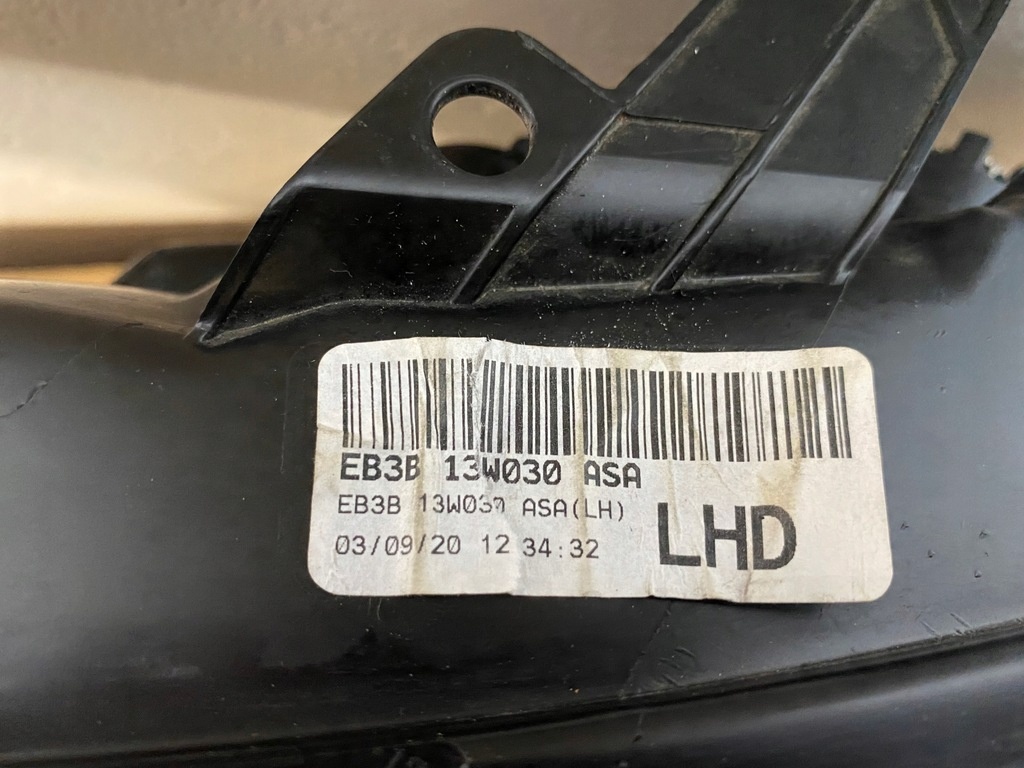 EB3B 13W030 ASA
EB3B 13W030 ASA(LH)
03/09/20 12 34:32
LHD